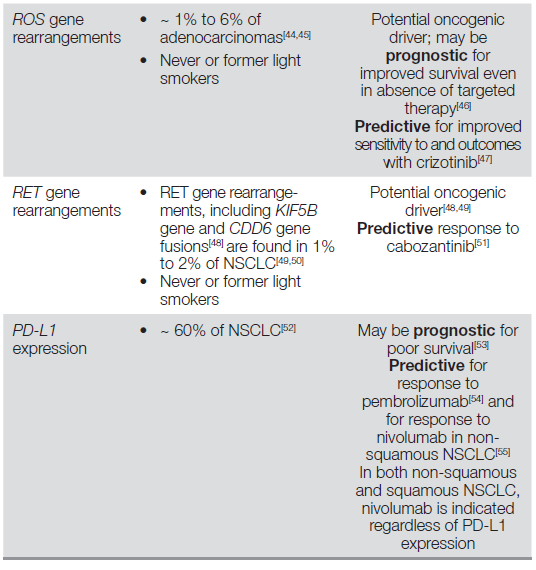 ROS gene
rearrangements
• ~ 1% to 6% of
adenocarcinomas[44,45]
• Never or former light
smokers
Potential oncogenic
driver; may be
prognostic for
improved survival even
in absence of targeted
therapy[46]
Predictive for improved
sensitivity to and outcomes
with crizotinib[47]
RET gene
rearrangements
• RET gene rearrange-
ments, including KIF5B
gene and CDD6 gene
fusions[48] are found in 1%
to 2% of NSCLC[49,50]
• Never or former light
smokers
Potential oncogenic
driver[48,49]
Predictive response to
cabozantinib[51]
PD-L1
expression
• ~ 60% of NSCLC[52]
May be prognostic for
poor survival[53]
Predictive for
response to
pembrolizumab[54] and
for response to
nivolumab in non-
squamous NSCLC[55]
In both non-squamous
and squamous NSCLC,
nivolumab is indicated
regardless of PD-L1
expression